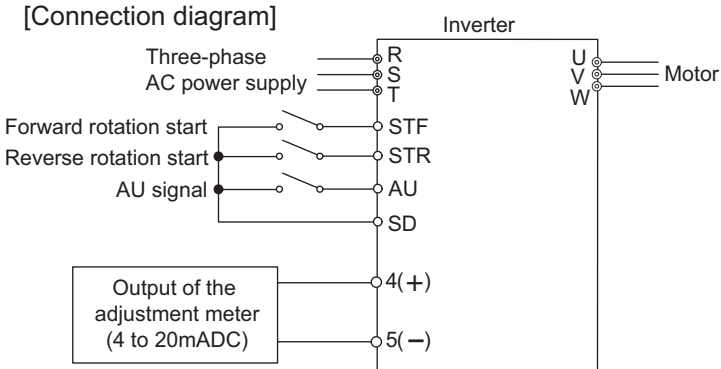 [Connection diagram]
Inverter
Three-phase
AC power supply
R
S
T
U
V
W
Motor
Forward rotation start
STF
Reverse rotation start
STR
AU signal
AU
SD
Output of the
adjustment meter
(4 to 20mADC)
4(+)
5(−)